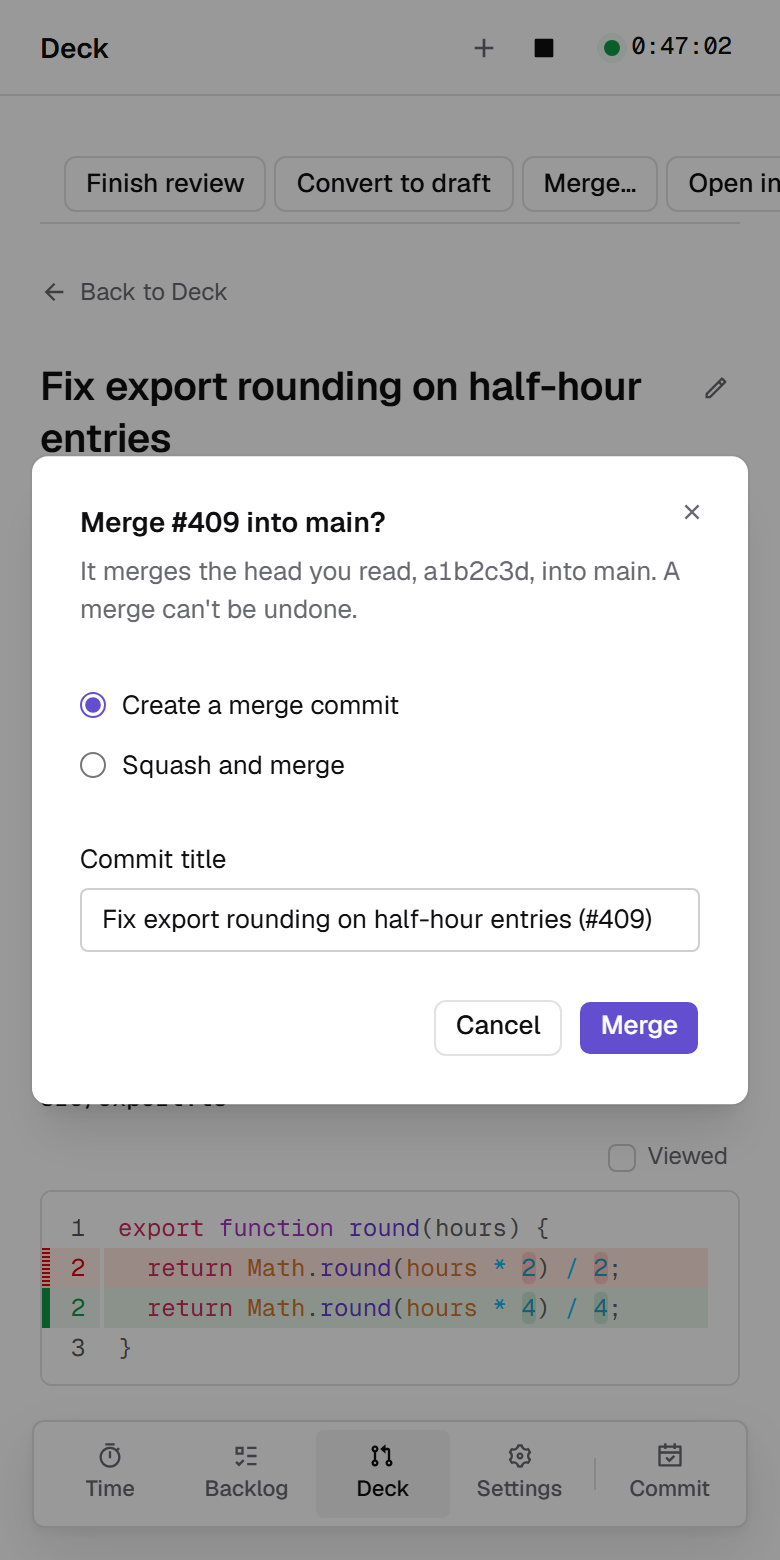 Deck
0:47:02
Finish review
Convert to draft
Merge…
Open in
Back to Deck
Fix export rounding on half-hour
entries
Merge #409 into main?
It merges the head you read, a1b2c3d, into main. A
merge can't be undone.
Create a merge commit
Squash and merge
Commit title
Fix export rounding on half-hour entries (#409)
Cancel
Merge
Viewed
1 export function round(hours) {
2   return Math.round(hours * 2) / 2;
2   return Math.round(hours * 4) / 4;
3 }
Time
Backlog
Deck
Settings
Commit